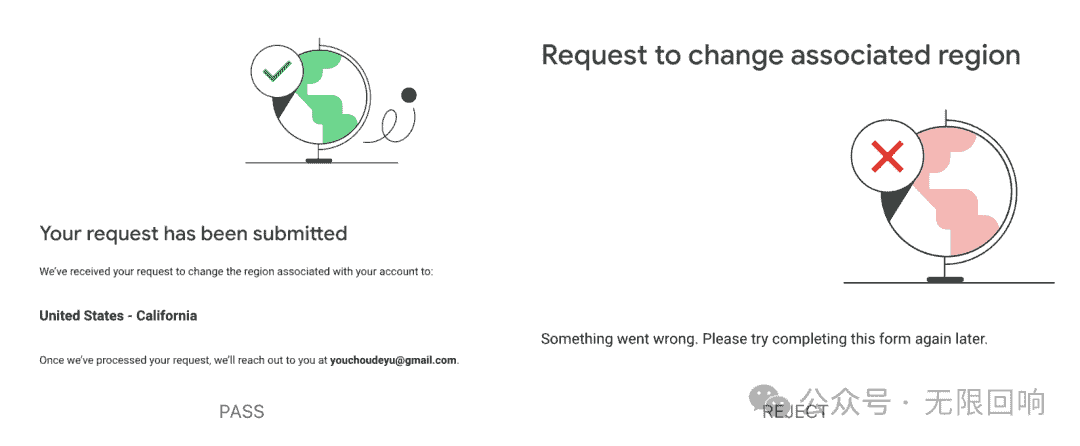 Your request has been submitted
We've received your request to change the region associated with your account to:
United States - California
Once we've processed your request, we'll reach out to you at youchoudeyu@gmail.com.
PASS
Request to change associated region
Something went wrong. Please try completing this form again later.
REJECT
公众号 · 无限回响